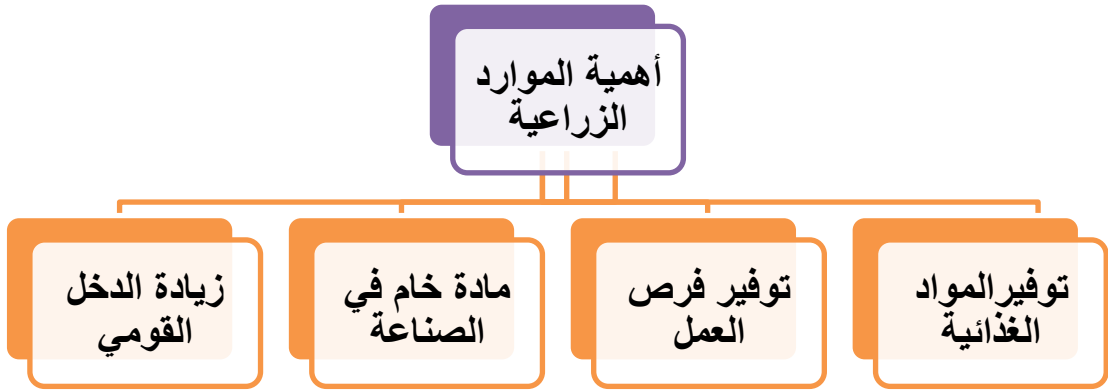 أهمية الموارد
الزراعية
توفيرالمواد
الغذائية
توفير فرص
العمل
مادة خام في
الصناعة
زيادة الدخل
القومي